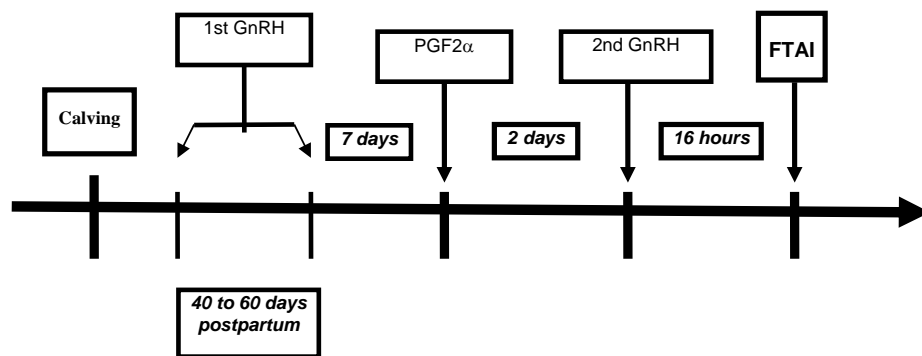 1st GnRH
PGF2α
2nd GnRH
FTAI
Calving
7 days
2 days
16 hours
40 to 60 days
postpartum